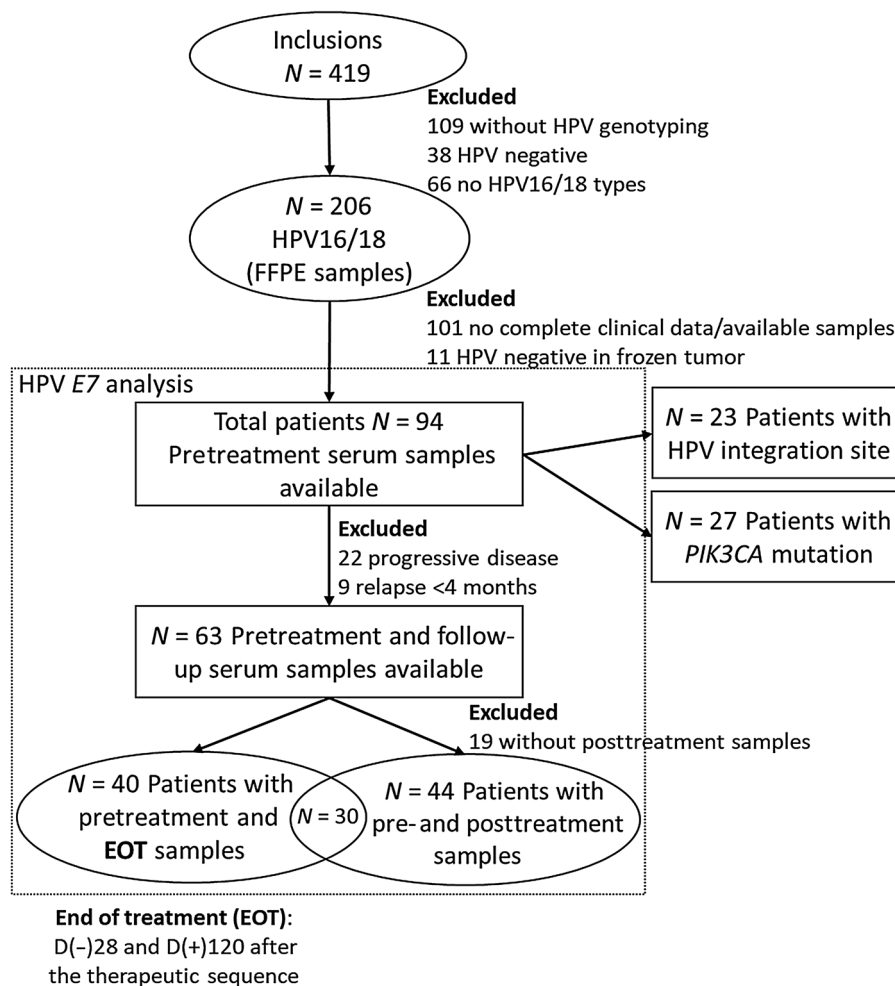 Inclusions
N = 419
Excluded
109 without HPV genotyping
38 HPV negative
66 no HPV16/18 types
N = 206
HPV16/18
(FFPE samples)
Excluded
101 no complete clinical data/available samples
11 HPV negative in frozen tumor
HPV E7 analysis
Total patients N = 94
Pretreatment serum samples
available
N = 23 Patients with
HPV integration site
N = 27 Patients with
PIK3CA mutation
Excluded
22 progressive disease
9 relapse <4 months
N = 63 Pretreatment and follow-
up serum samples available
Excluded
19 without posttreatment samples
N = 40 Patients with
pretreatment and
EOT samples
N = 30
N = 44 Patients with
pre-and posttreatment
samples
End of treatment (EOT):
D(−)28 and D(+)120 after
the therapeutic sequence